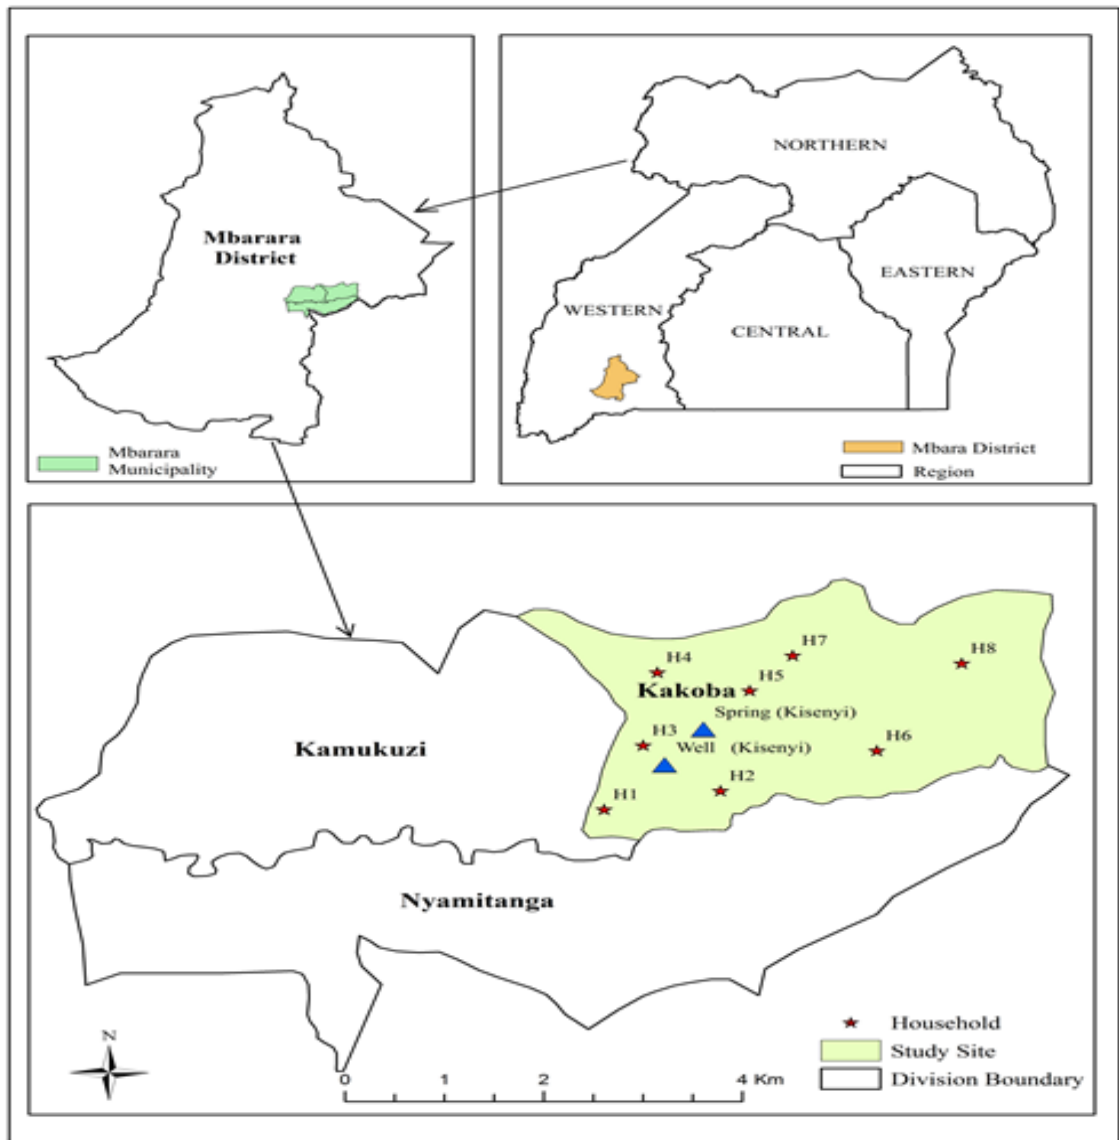 Mbarara
District
Mbarara
Municipality
NORTHERN
EASTERN
WESTERN
CENTRAL
Mbara District
Region
H7
H4
H8
H5
Kakoba
Spring (Kisenyi)
H3
Well (Kisenyi)
H6
Kamukuzi
H2
H1
Nyamitanga
Household
Study Site
Division Boundary
N
0 1 2 4 Km